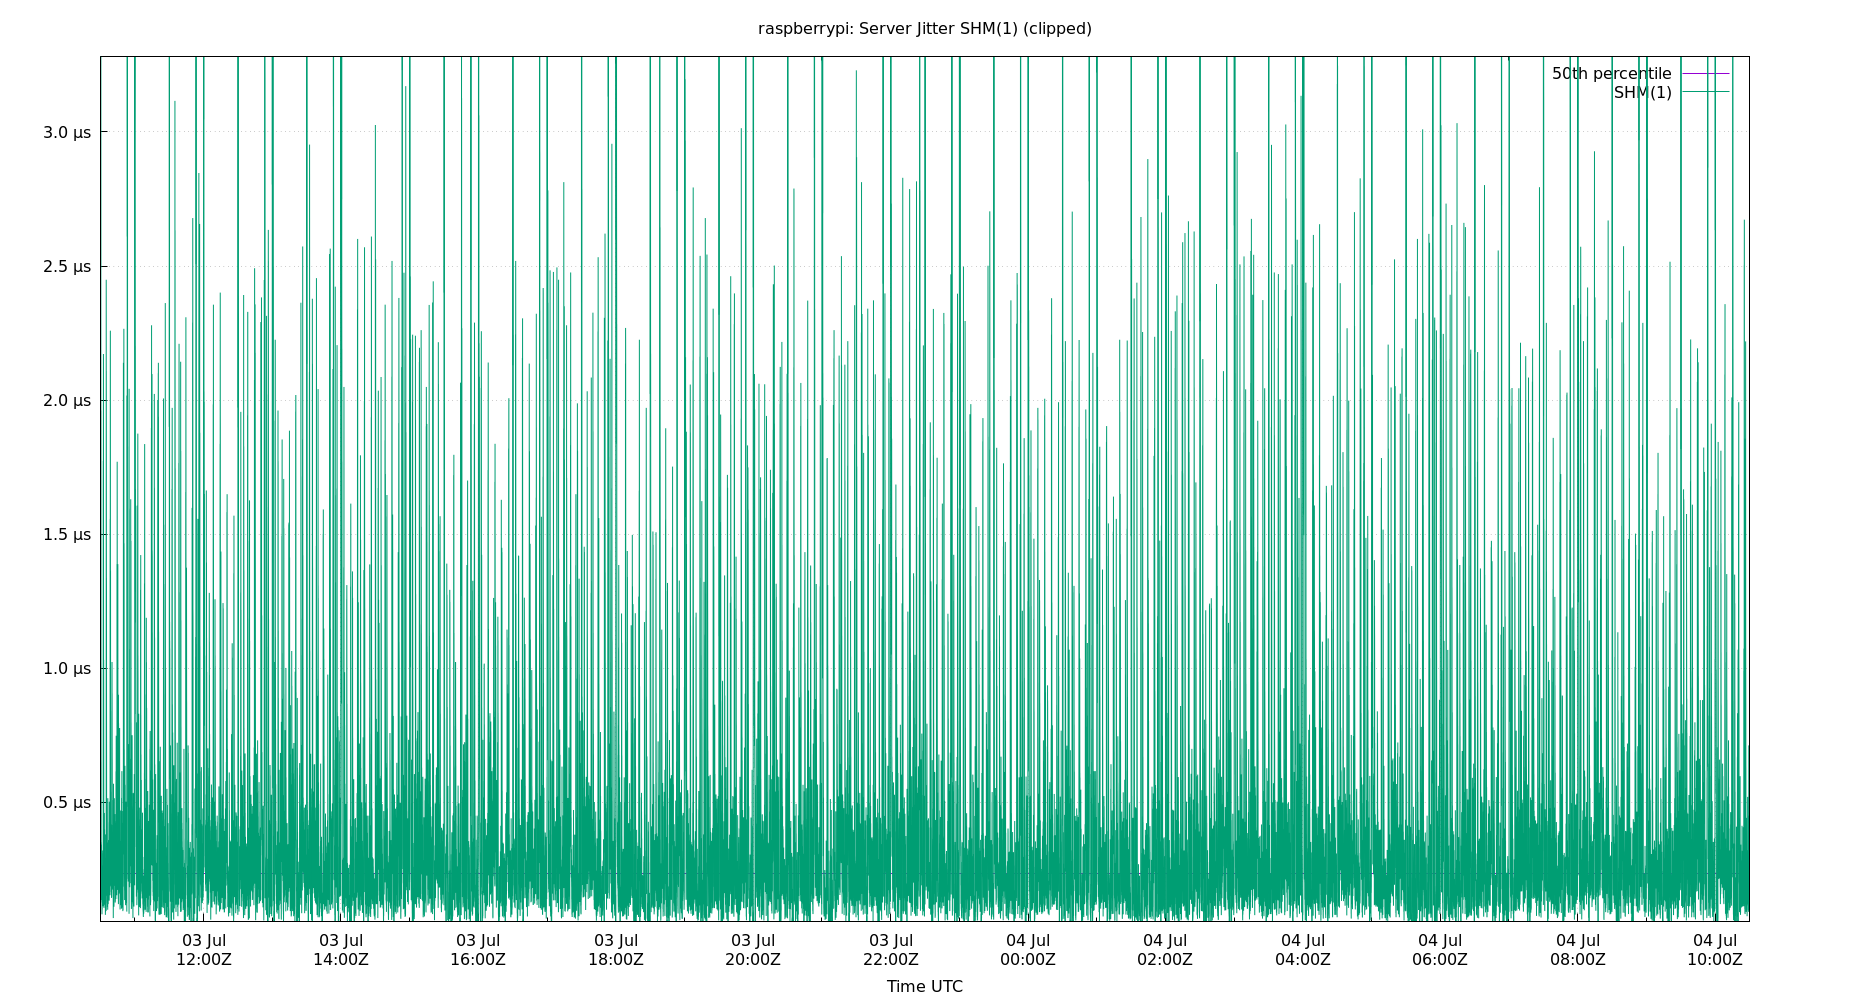 raspberrypi: Server Jitter SHM(1) (clipped)
50th percentile
SHM(1)
3.0 µs
2.5 µs
2.0 µs
1.5 µs
1.0 µs
0.5 µs
03 Jul 03 Jul 03 Jul 03 Jul 03 Jul 03 Jul 04 Jul 04 Jul 04 Jul 04 Jul 04 Jul 04 Jul
12:00Z 14:00Z 16:00Z 18:00Z 20:00Z 22:00Z 00:00Z 02:00Z 04:00Z 06:00Z 08:00Z 10:00Z
Time UTC